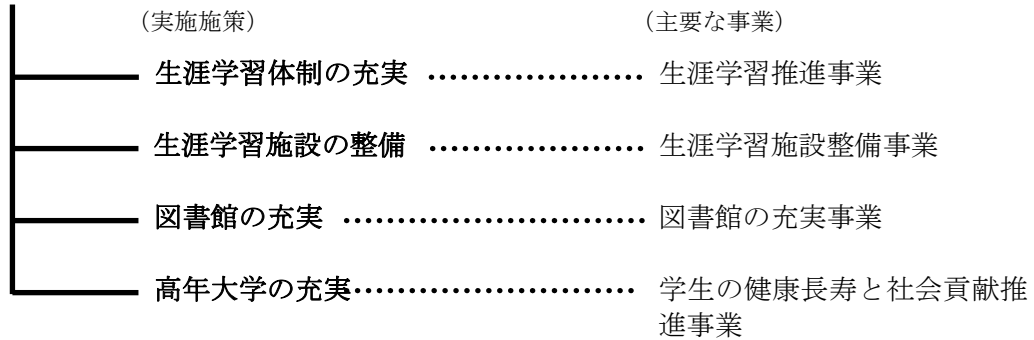 （実施施策） （主要な事業）
生涯学習体制の充実 ‥‥‥‥‥‥‥‥‥‥ 生涯学習推進事業
生涯学習施設の整備 ‥‥‥‥‥‥‥‥‥‥ 生涯学習施設整備事業
図書館の充実 ‥‥‥‥‥‥‥‥‥‥‥‥‥‥ 図書館の充実事業
高年大学の充実‥‥‥‥‥‥‥‥‥‥‥‥‥ 学生の健康長寿と社会貢献推
進事業